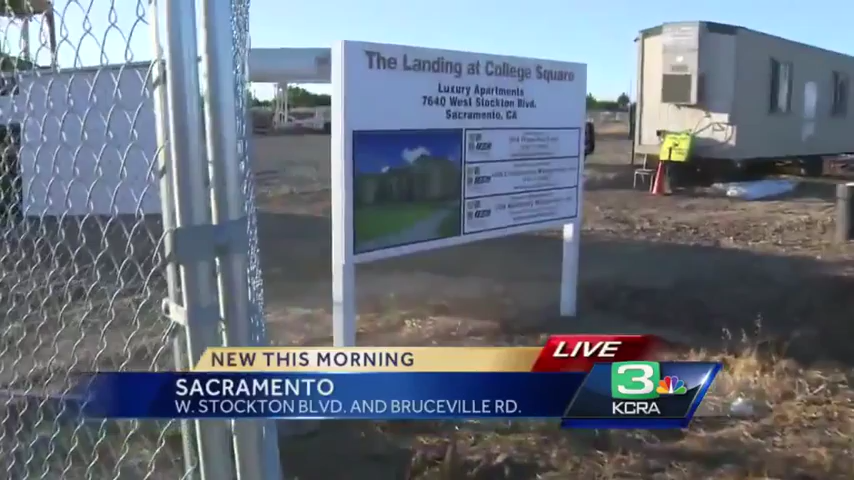 The Landing at College Square
Luxury Apartments
7640 West Stockton Blvd.
Sacramento, CA
NEW THIS MORNING
LIVE
SACRAMENTO
W. STOCKTON BLVD. AND BRUCEVILLE RD.
3
KCRA